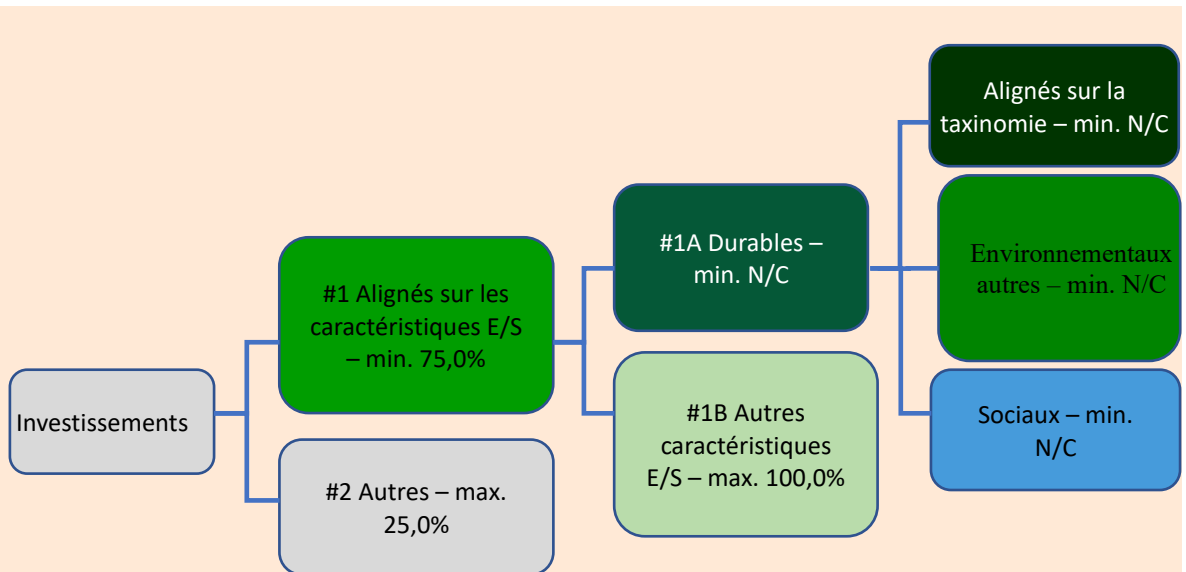 Investissements
#1 Alignés sur les
caractéristiques E/S
– min. 75,0%
#2 Autres – max.
25,0%
#1A Durables –
min. N/C
#1B Autres
caractéristiques
E/S – max. 100,0%
Alignés sur la
taxinomie – min. N/C
Environnementaux
autres – min. N/C
Sociaux – min.
N/C